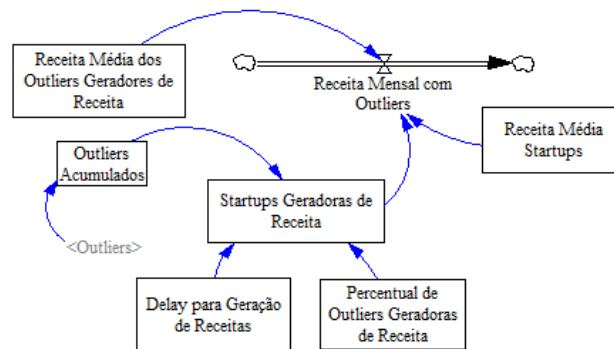 Receita Média dos
Outliers Geradores de
Receita
Receita Mensal com
Outliers
Receita Média
Startups
Outliers
Acumulados
Startups Geradoras de
Receita
<Outliers>
Delay para Geração
de Receitas
Percentual de
Outliers Geradoras
de Receita